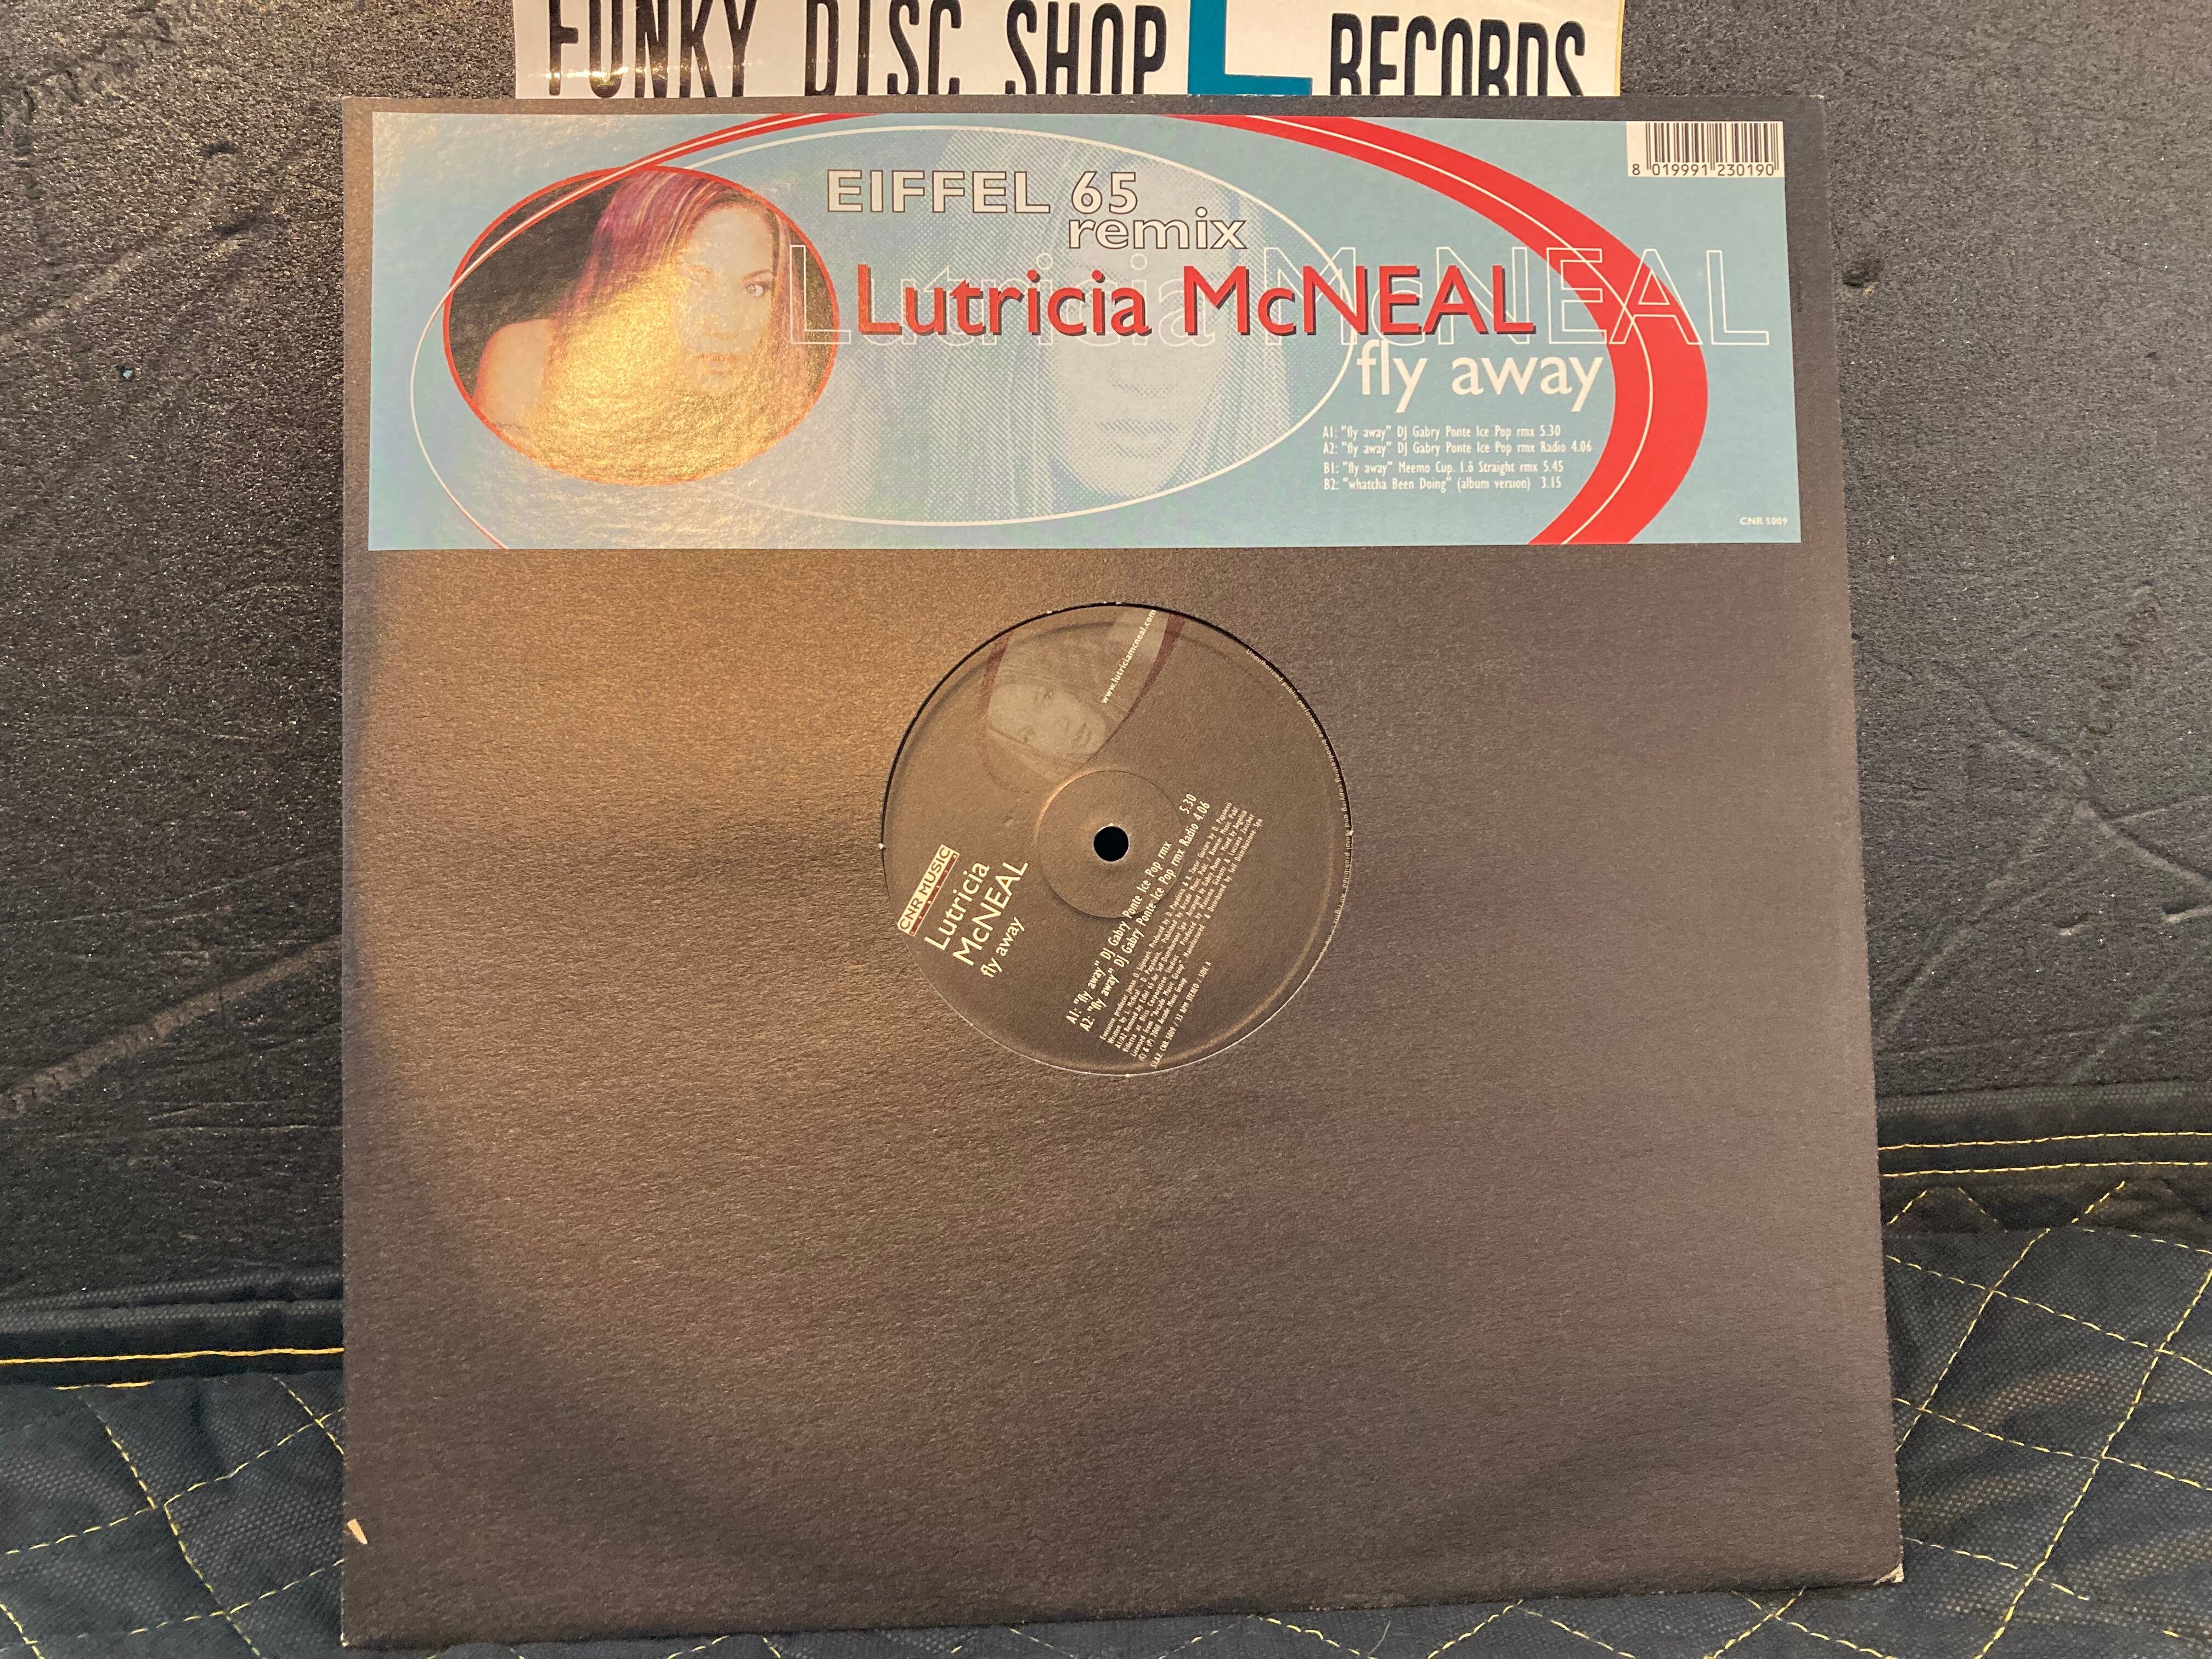 FUNKY DISC SHOP RECORDS
8 019991 230190
EIFFEL 65
remix
Lutricia McNEAL
Lutricia McNEAL
fly away
A1: "fly away" DJ Gabry Ponte Ice Pop rmx 5.30
A2: "fly away" DJ Gabry Ponte Ice Pop rmx Radio 4.06
B1: "fly away" Meemo Cup. 1.6 Straight rmx 5.45
B2: "whatcha Been Doing" (album version) 3.15
CNR 5009
www.lutriciamcneal.com
CNR MUSIC
Lutricia
McNEAL
fly away
A1: "fly away" DJ Gabry Ponte Ice Pop rmx 5.30
A2: "fly away" DJ Gabry Ponte Ice Pop rmx Radio 4.06